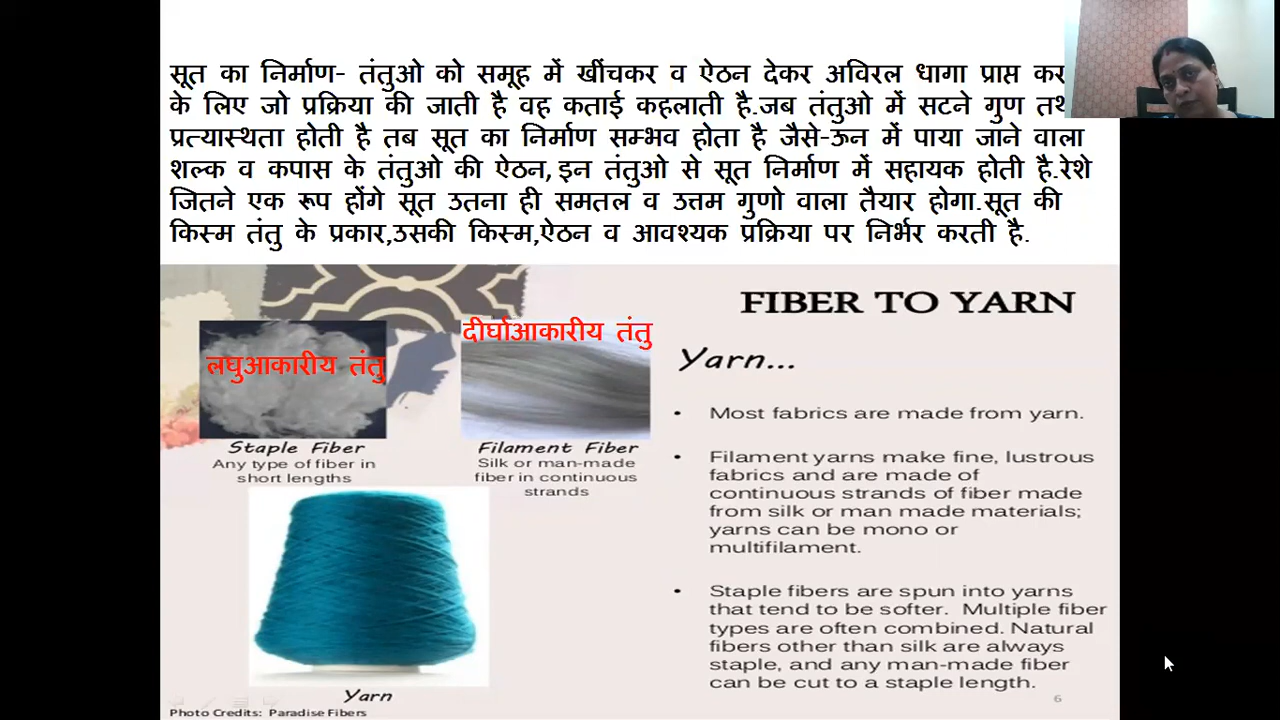 सूत का निर्माण- तंतुओ को समूह में खींचकर व ऐठन देकर अविरल धागा प्राप्त कर
के लिए जो प्रक्रिया की जाती है वह कताई कहलाती है.जब तंतुओ में सटने गुण
प्रत्यास्थता होती है तब सूत का निर्माण सम्भव होता है जैसे-ऊन में पाया जाने वाला
शल्क व कपास के तंतुओ की ऐठन,इन तंतुओ से सूत निर्माण में सहायक होती है.रेशे
जितने एक रूप होंगे सूत उतना ही समतल व उत्तम गुणो वाला तैयार होगा.सूत की
किस्म तंतु के प्रकार,उसकी किस्म,ऐठन व आवश्यक प्रक्रिया पर निर्भर करती है.
लघुआकारीय तंतु
Staple Fiber
Any type of fiber in
short lengths
दीर्घाआकारीय तंतु
Filament Fiber
Silk or man-made
fiber in continuous
strands
Yarn
Photo Credits: Paradise Fibers
FIBER TO YARN
Yarn...
• Most fabrics are made from yarn.
• Filament yarns make fine, lustrous
fabrics and are made of
continuous strands of fiber made
from silk or man made materials;
yarns can be mono or
multifilament.
• Staple fibers are spun into yarns
that tend to be softer. Multiple fiber
types are often combined. Natural
fibers other than silk are always
staple, and any man-made fiber
can be cut to a staple length.
6